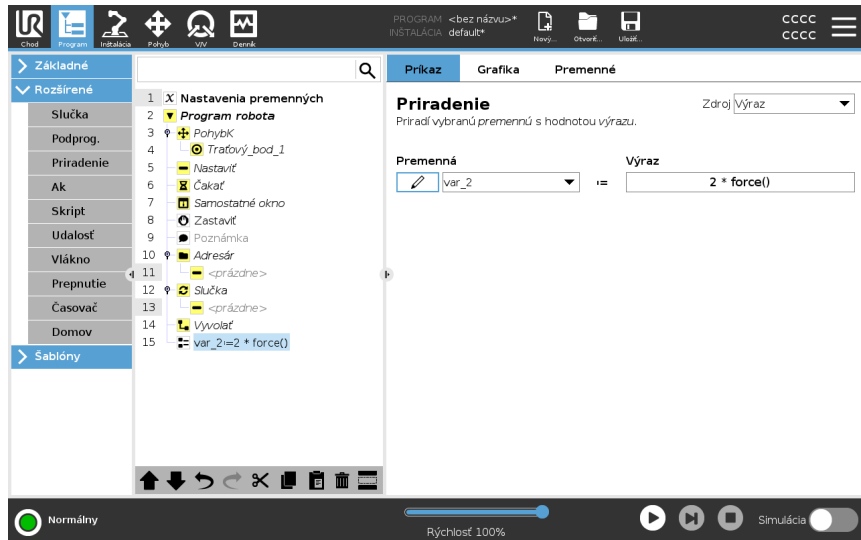 PROGRAM <bez názvu>*
INŠTALÁCIA default*
cccc
cccc
Chod
Program
Inštalácia
Pohyb
V/V
Denník
Nový...
Otvoriť...
Uložiť...
Základné
Rozšírené
Slučka
Podprog.
Priradenie
Ak
Skript
Udalosť
Vlákno
Prepnutie
Časovač
Domov
Šablóny
1 X Nastavenia premenných
2 Program robota
3 PohybK
4 Traťový_bod_1
5 Nastaviť
6 Čakať
7 Samostatné okno
8 Zastaviť
9 Poznámka
10 Adresár
11 <prázdne>
12 Slučka
13 <prázdne>
14 Vyvolať
15 var_2:=2 * force()
Príkaz Grafika Premenné
Priradenie
Zdroj Výraz
Priradí vybranú premennú s hodnotou výrazu.
Premenná Výraz
var_2 := 2 * force()
Normálny
Rýchlosť 100%
Simulácia